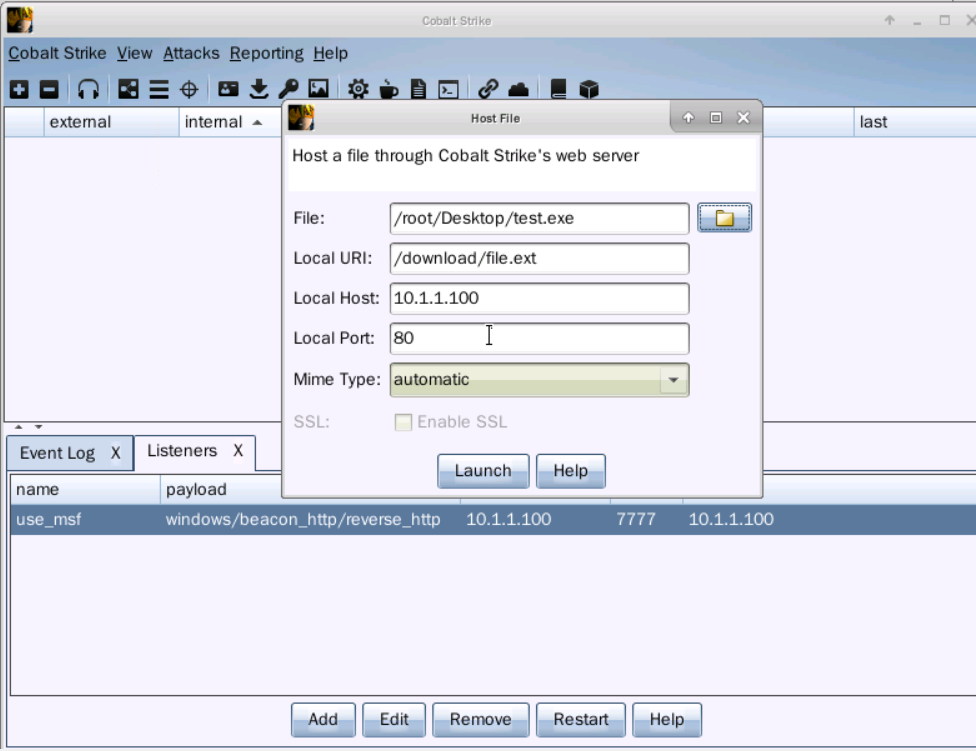 Cobalt Strike
Cobalt Strike View Attacks Reporting Help
external internal last
Host File
Host a file through Cobalt Strike's web server
File: /root/Desktop/test.exe
Local URI: /download/file.ext
Local Host: 10.1.1.100
Local Port: 80
Mime Type: automatic
SSL: Enable SSL
Launch Help
Event Log X Listeners X
name payload
use_msf windows/beacon_http/reverse_http 10.1.1.100 7777 10.1.1.100
Add Edit Remove Restart Help